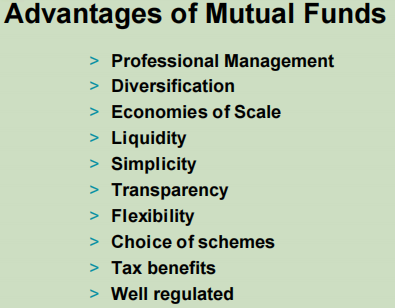 Advantages of Mutual Funds
> Professional Management
> Diversification
> Economies of Scale
> Liquidity
> Simplicity
> Transparency
> Flexibility
> Choice of schemes
> Tax benefits
> Well regulated